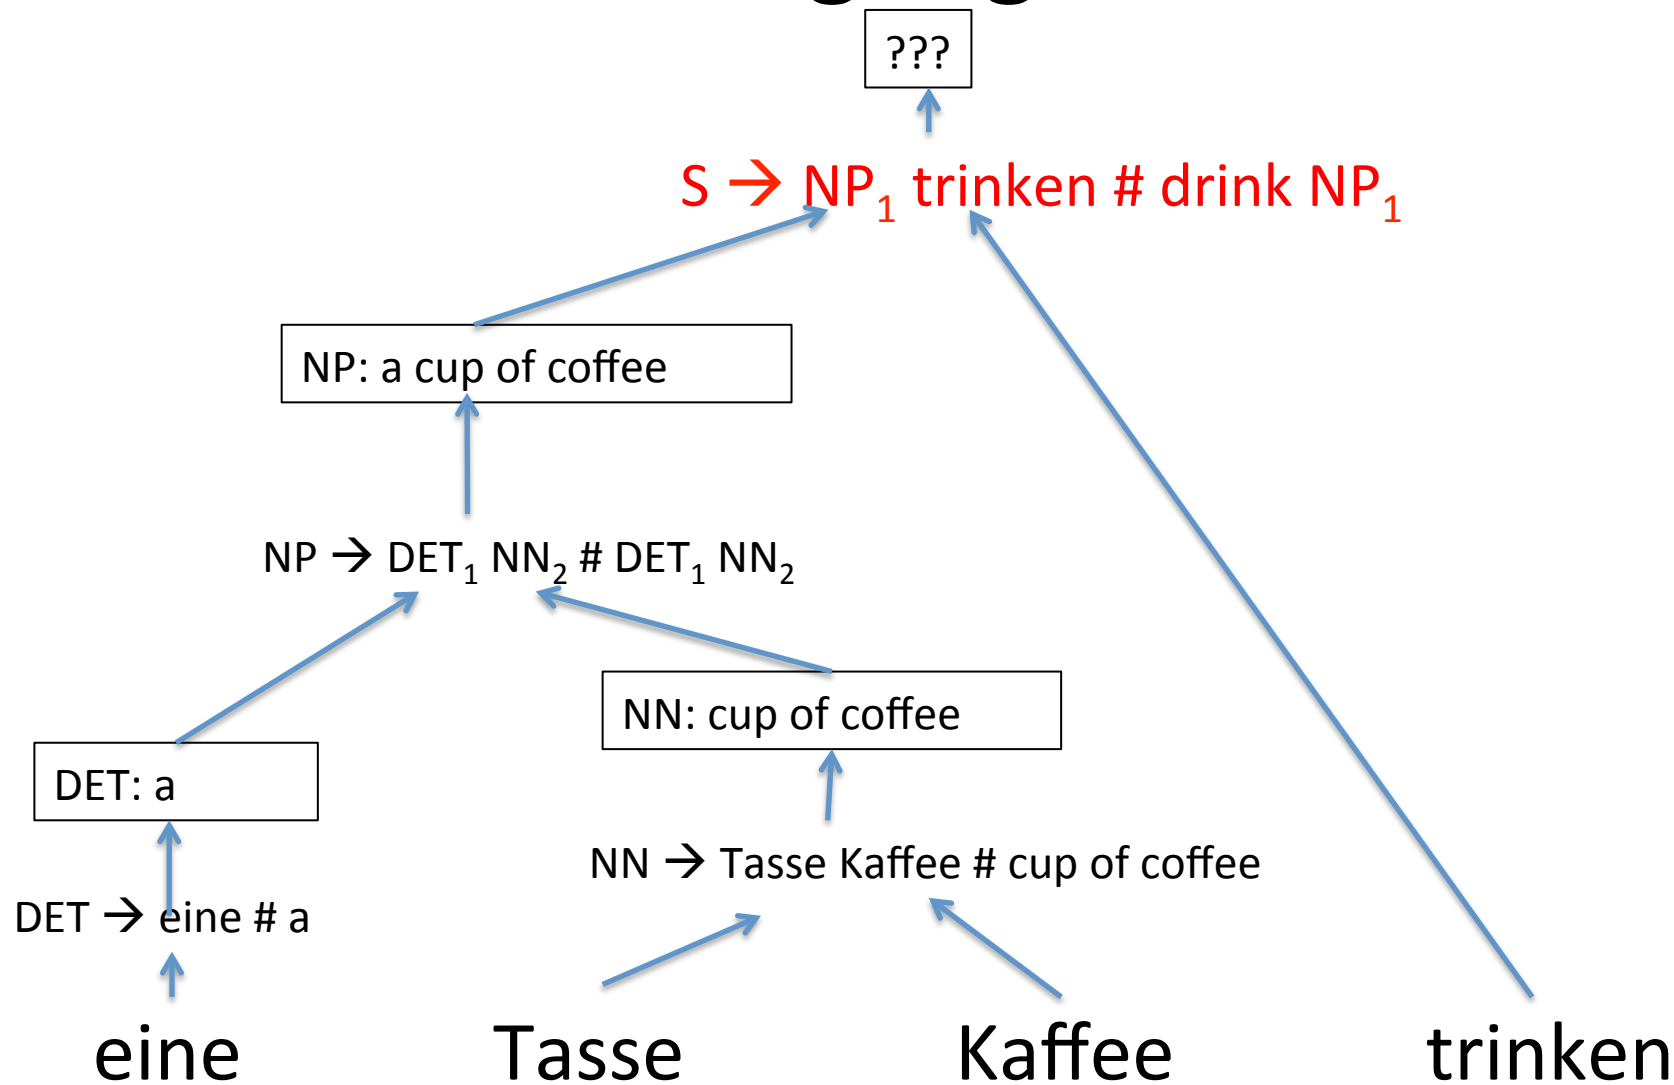 ???
S → NP₁ trinken # drink NP₁
NP: a cup of coffee
NP → DET₁ NN₂ # DET₁ NN₂
NN: cup of coffee
DET: a
NN → Tasse Kaffee # cup of coffee
DET → eine # a
eine Tasse Kaffee trinken